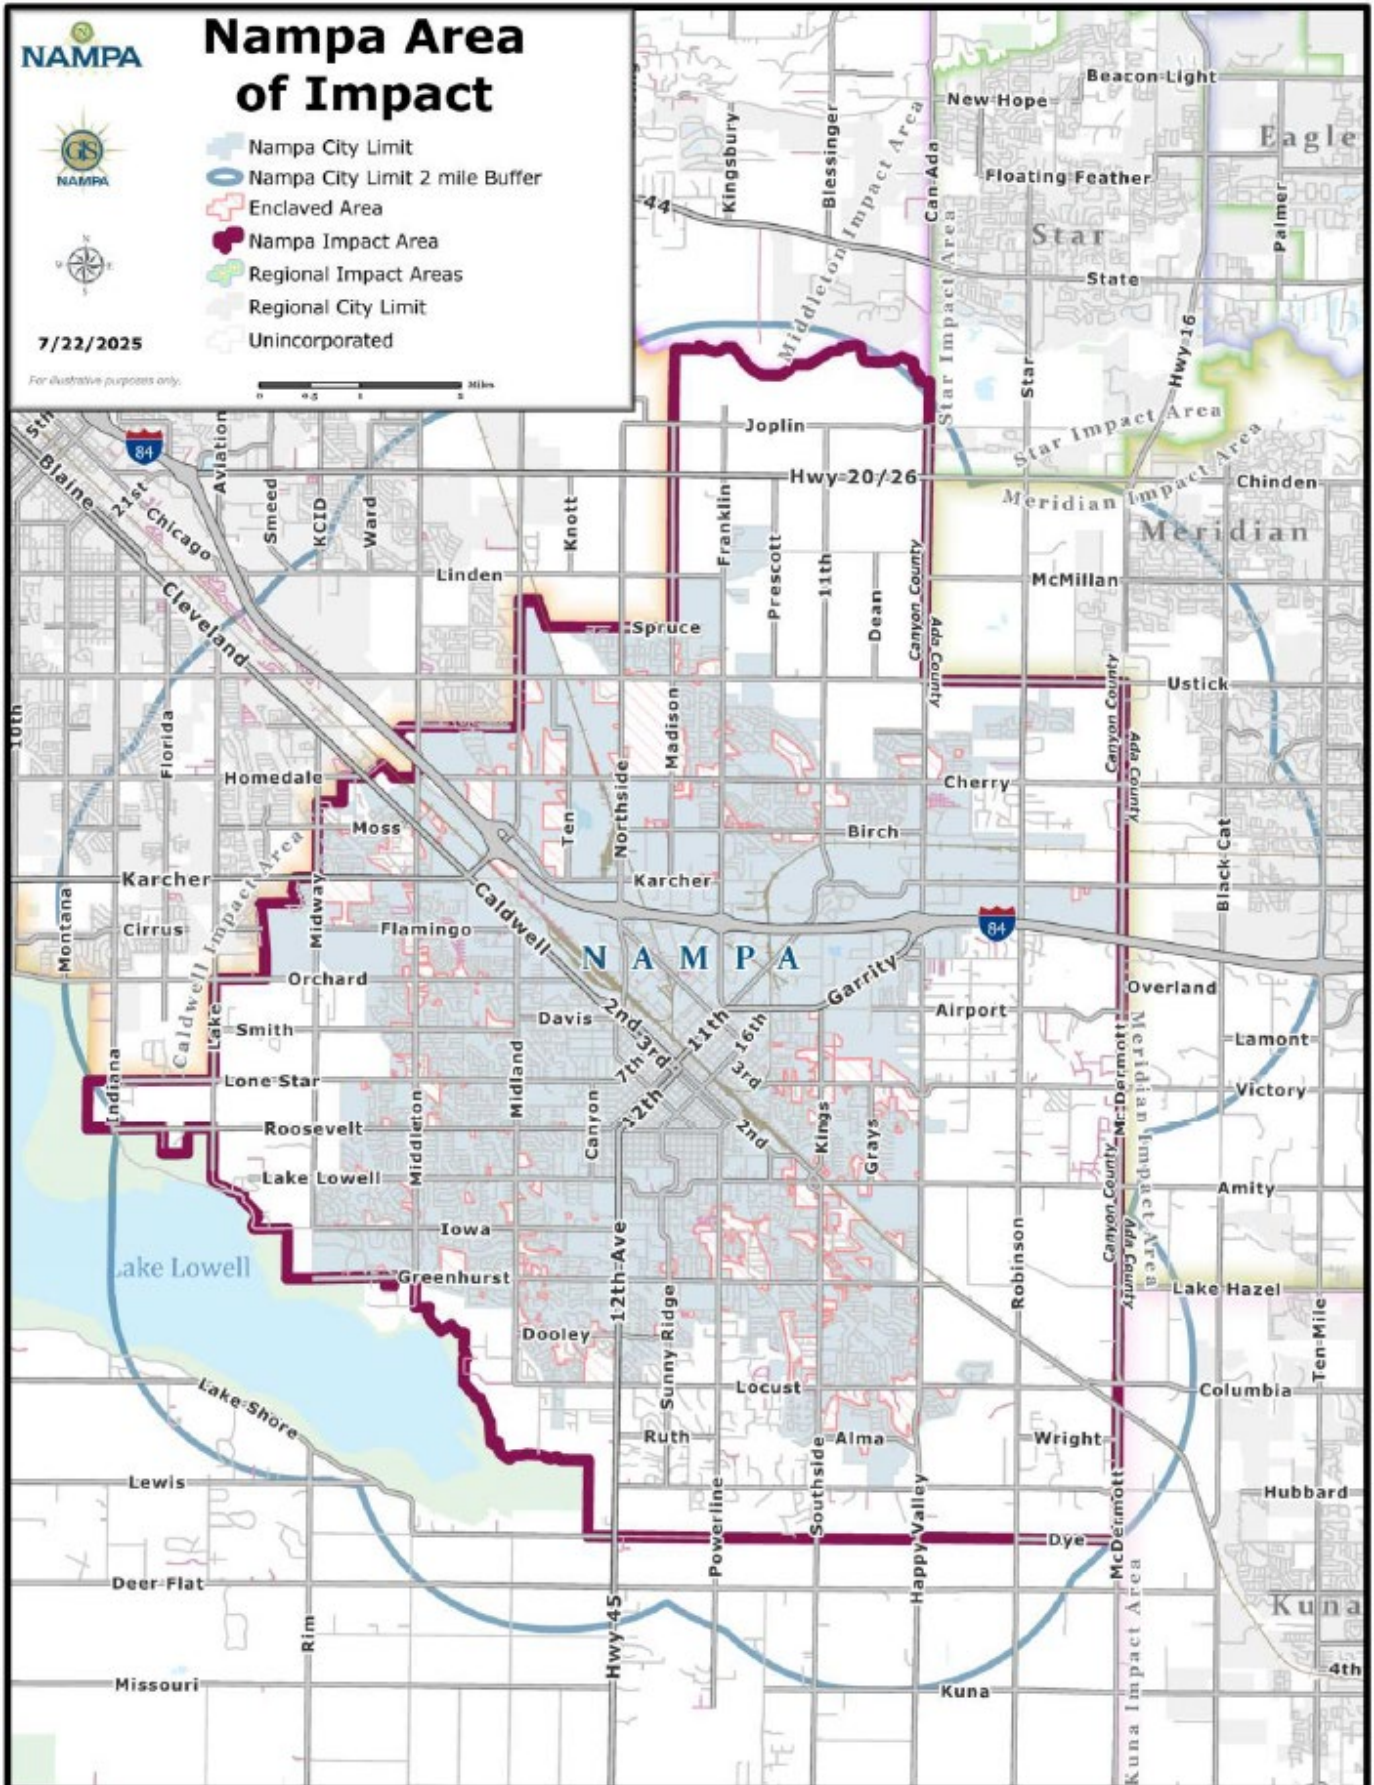 NAMPA
Nampa Area
of Impact
GIS
NAMPA
N
E
S
Nampa City Limit
Nampa City Limit 2 mile Buffer
Enclaved Area
Nampa Impact Area
Regional Impact Areas
Regional City Limit
Unincorporated
7/22/2025
For illustrative purposes only.
Miles
Beacon Light
New Hope
Eagle
Kingsbury
Blessinger
Can-Ada
Floating Feather
Palmer
44
Middleton Impact Area
Star Impact Area
Star
State
Hwy-16
Star
5th
84
Aviation
Joplin
Star Impact Area
Meridian Impact Area
Blaine
21st
Chicago
Smeed
KCID
Ward
Knott
Hwy-20/26
Franklin
Chinden
Meridian
Linden
Prescott
11th
Dean
Canyon County
Ada County
McMillan
Cleveland
Spruce
Canyon County
Ada County
Ustick
10th
Florida
Madison
Homedale
Northside
Cherry
Moss
Ten
Birch
Black Cat
Karcher
Caldwell Impact Area
Midway
Karcher
Caldwell
Montana
Cirrus
Flamingo
NAMPA
84
Orchard
Garrity
Overland
Lake
Smith
Davis
2nd-3rd
11th
16th
Airport
Lamont
Indiana
Lone Star
Midland
7th
3rd
McDermott
Meridian Impact Area
Victory
Roosevelt
Middleton
Canyon
12th
2nd
Kings
Grays
Lake Lowell
Canyon County
Ada County
Amity
Iowa
12th Ave
Robinson
Lake Lowell
Greenhurst
Lake Hazel
Dooley
Sunny Ridge
Ten Mile
Lake Shore
Locust
Columbia
Ruth
Southside
Alma
Wright
Lewis
Powerline
Happy Valley
McDermott
Hubbard
Dye
Deer Flat
Rim
Hwy-45
Kuna Impact Area
Kuna
Missouri
Kuna
4th